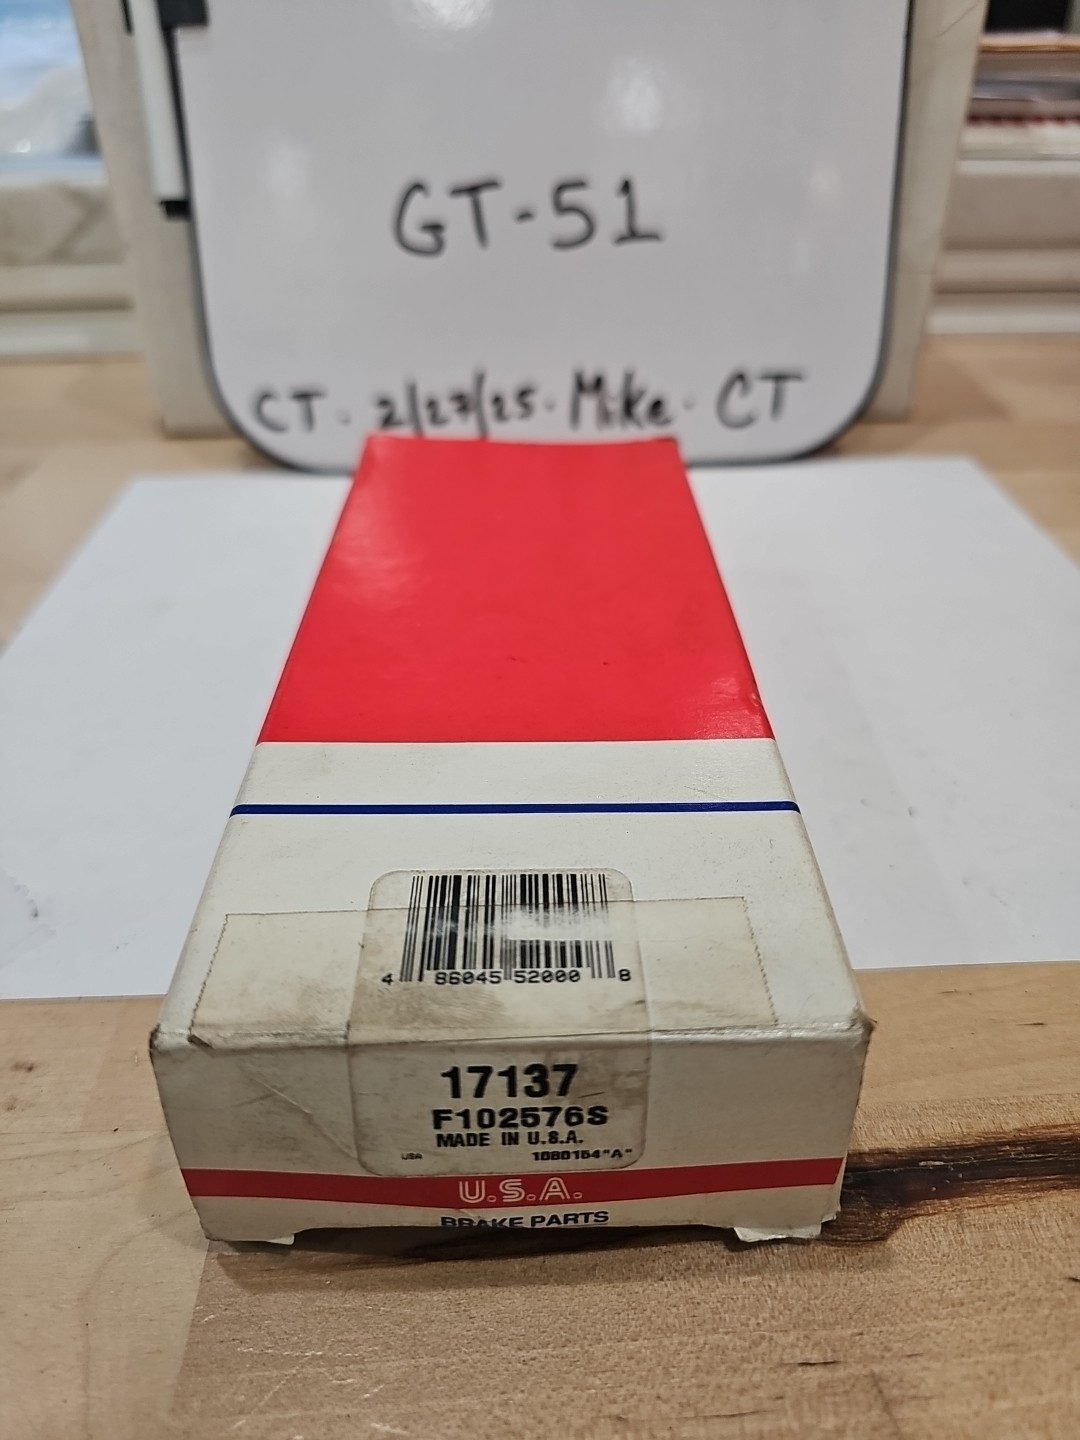 GT-51
CT. 2/27/25. Mike. CT
4 86045 52000 8
17137
F102576S
MADE IN U.S.A.
USA 1080154"A"
U.S.A.
BRAKE PARTS